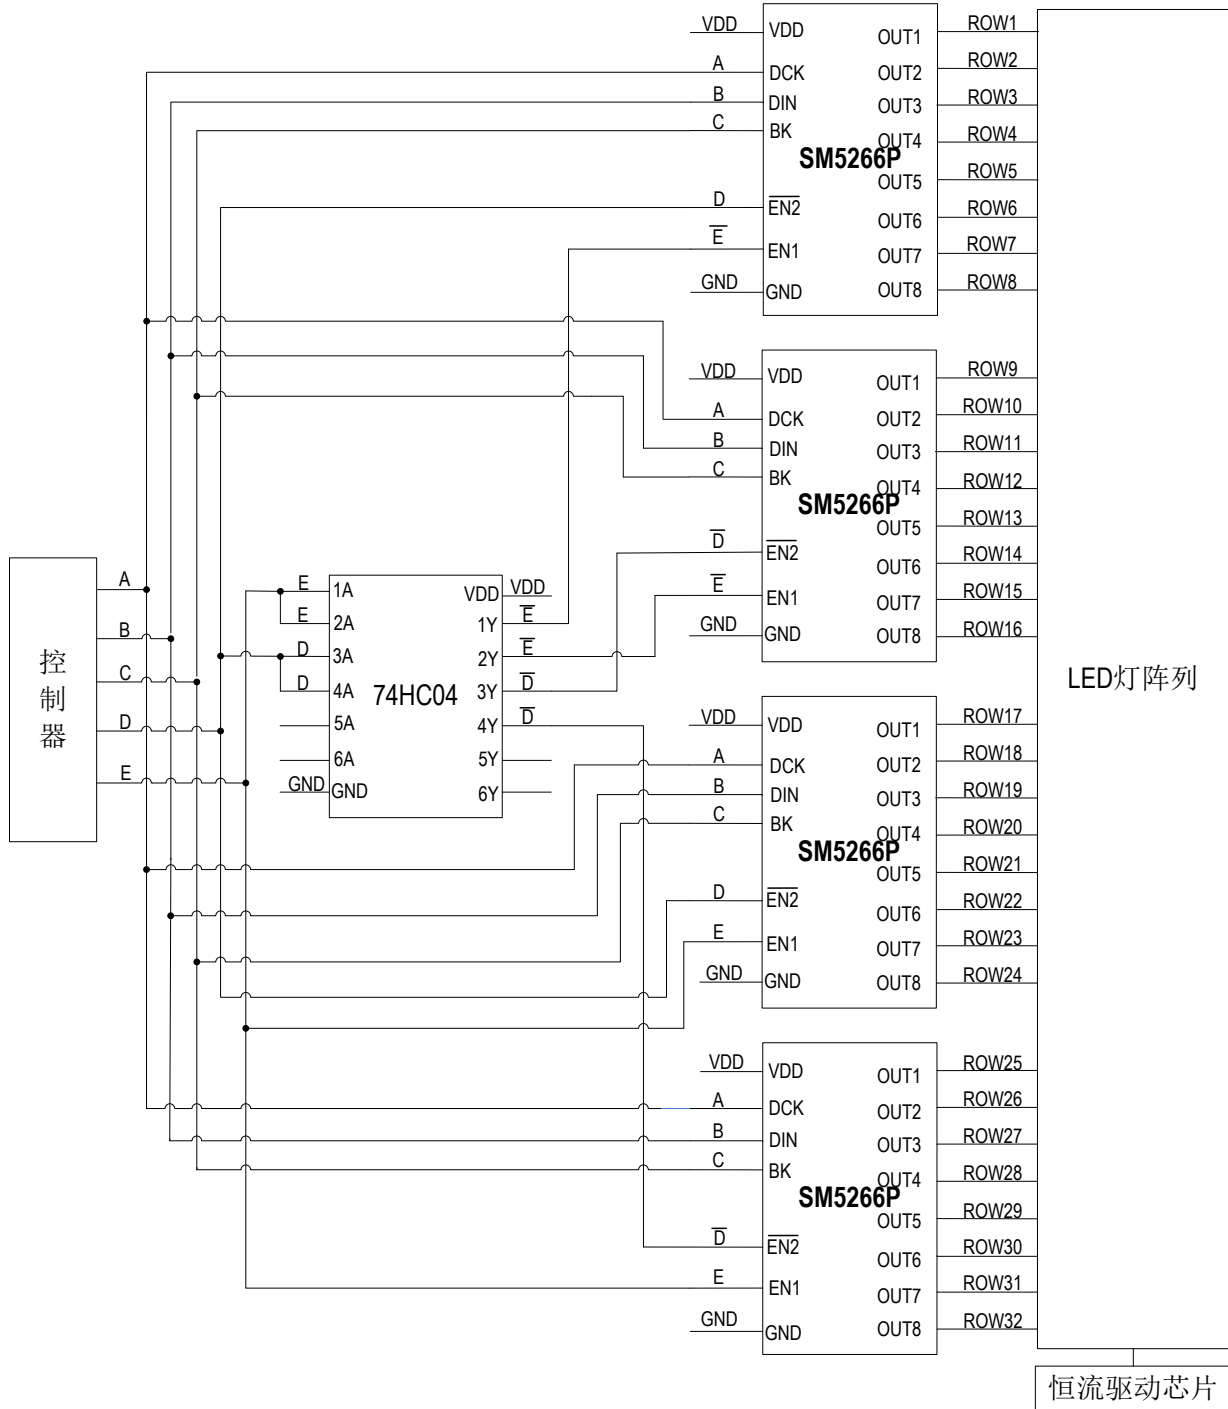 控制器
A
B
C
D
E
E
E
D
D
GND
1A
2A
3A
4A
5A
6A
GND
74HC04
VDD
1Y
2Y
3Y
4Y
5Y
6Y
VDD
E̅
E̅
D̅
D̅
VDD
A
B
C
D
E̅
GND
VDD
DCK
DIN
BK
SM5266P
E̅N̅2̅
EN1
GND
OUT1
OUT2
OUT3
OUT4
OUT5
OUT6
OUT7
OUT8
ROW1
ROW2
ROW3
ROW4
ROW5
ROW6
ROW7
ROW8
VDD
A
B
C
D̅
E̅
GND
VDD
DCK
DIN
BK
SM5266P
E̅N̅2̅
EN1
GND
OUT1
OUT2
OUT3
OUT4
OUT5
OUT6
OUT7
OUT8
ROW9
ROW10
ROW11
ROW12
ROW13
ROW14
ROW15
ROW16
VDD
A
B
C
D
E
GND
VDD
DCK
DIN
BK
SM5266P
E̅N̅2̅
EN1
GND
OUT1
OUT2
OUT3
OUT4
OUT5
OUT6
OUT7
OUT8
ROW17
ROW18
ROW19
ROW20
ROW21
ROW22
ROW23
ROW24
VDD
A
B
C
D̅
E
GND
VDD
DCK
DIN
BK
SM5266P
E̅N̅2̅
EN1
GND
OUT1
OUT2
OUT3
OUT4
OUT5
OUT6
OUT7
OUT8
ROW25
ROW26
ROW27
ROW28
ROW29
ROW30
ROW31
ROW32
LED灯阵列
恒流驱动芯片